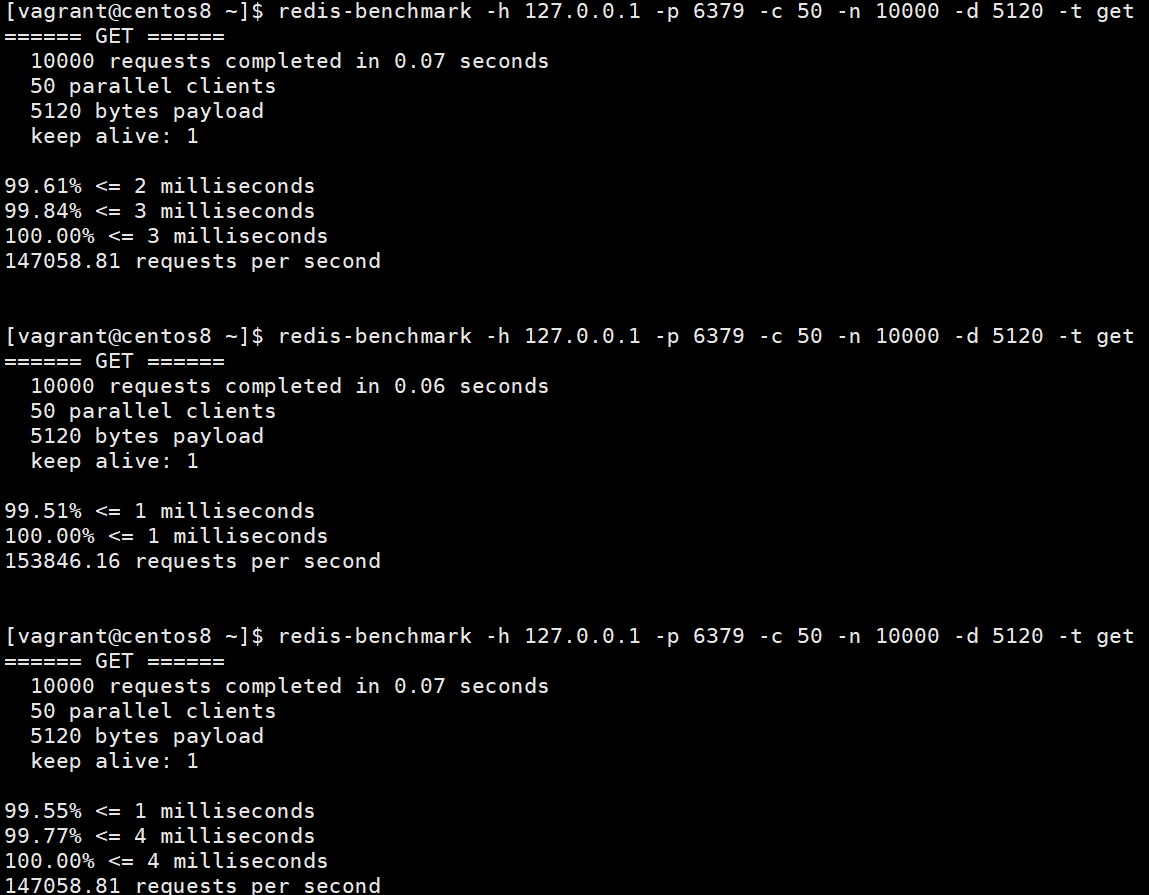 [vagrant@centos8 ~]$ redis-benchmark -h 127.0.0.1 -p 6379 -c 50 -n 10000 -d 5120 -t get
====== GET ======
  10000 requests completed in 0.07 seconds
  50 parallel clients
  5120 bytes payload
  keep alive: 1

99.61% <= 2 milliseconds
99.84% <= 3 milliseconds
100.00% <= 3 milliseconds
147058.81 requests per second

[vagrant@centos8 ~]$ redis-benchmark -h 127.0.0.1 -p 6379 -c 50 -n 10000 -d 5120 -t get
====== GET ======
  10000 requests completed in 0.06 seconds
  50 parallel clients
  5120 bytes payload
  keep alive: 1

99.51% <= 1 milliseconds
100.00% <= 1 milliseconds
153846.16 requests per second

[vagrant@centos8 ~]$ redis-benchmark -h 127.0.0.1 -p 6379 -c 50 -n 10000 -d 5120 -t get
====== GET ======
  10000 requests completed in 0.07 seconds
  50 parallel clients
  5120 bytes payload
  keep alive: 1

99.55% <= 1 milliseconds
99.77% <= 4 milliseconds
100.00% <= 4 milliseconds
147058.81 requests per second